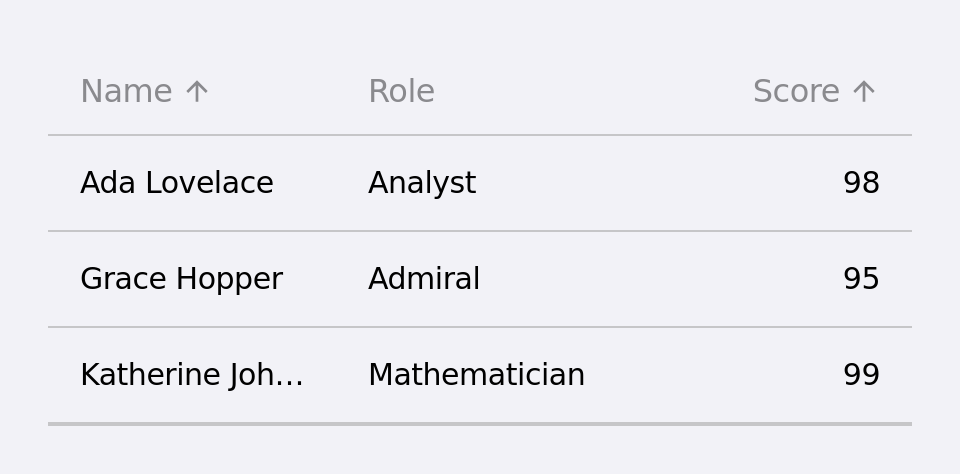 Name ↑ Role Score ↑
Ada Lovelace Analyst 98
Grace Hopper Admiral 95
Katherine Joh… Mathematician 99